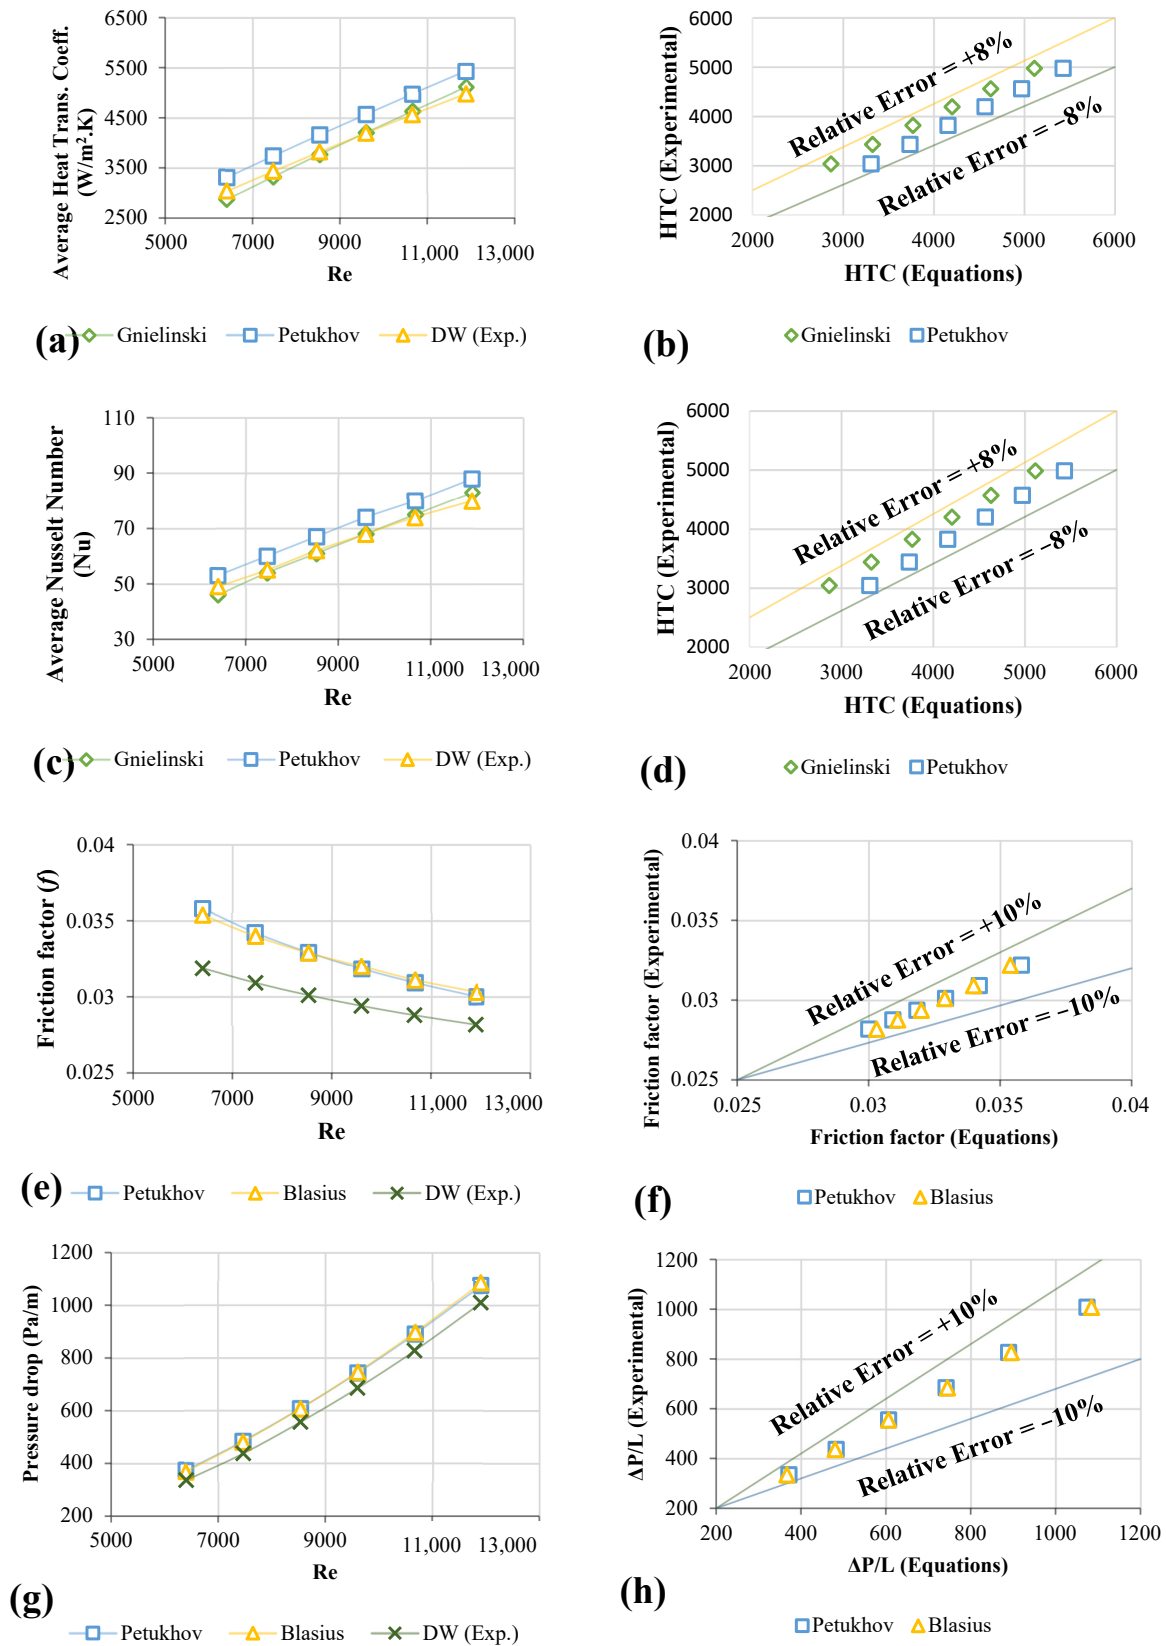 Average Heat Trans. Coeff.
(W/m².K)
6500
5500
4500
3500
2500
5000
7000
9000
11,000
13,000
Re
(a)
Gnielinski
Petukhov
DW (Exp.)
HTC (Experimental)
6000
5000
4000
3000
2000
Relative Error = +8%
Relative Error = −8%
2000
3000
4000
5000
6000
HTC (Equations)
(b)
Gnielinski
Petukhov
Average Nusselt Number
(Nu)
110
90
70
50
30
5000
7000
9000
11,000
13,000
Re
(c)
Gnielinski
Petukhov
DW (Exp.)
HTC (Experimental)
6000
5000
4000
3000
2000
Relative Error = +8%
Relative Error = −8%
2000
3000
4000
5000
6000
HTC (Equations)
(d)
Gnielinski
Petukhov
Friction factor (f)
0.04
0.035
0.03
0.025
5000
7000
9000
11,000
13,000
Re
(e)
Petukhov
Blasius
DW (Exp.)
Friction factor (Experimental)
0.04
0.035
0.03
0.025
Relative Error = +10%
Relative Error = −10%
0.025
0.03
0.035
0.04
Friction factor (Equations)
(f)
Petukhov
Blasius
Pressure drop (Pa/m)
1200
1000
800
600
400
200
5000
7000
9000
11,000
13,000
Re
(g)
Petukhov
Blasius
DW (Exp.)
ΔP/L (Experimental)
1200
1000
800
600
400
200
Relative Error = +10%
Relative Error = −10%
200
400
600
800
1000
1200
ΔP/L (Equations)
(h)
Petukhov
Blasius